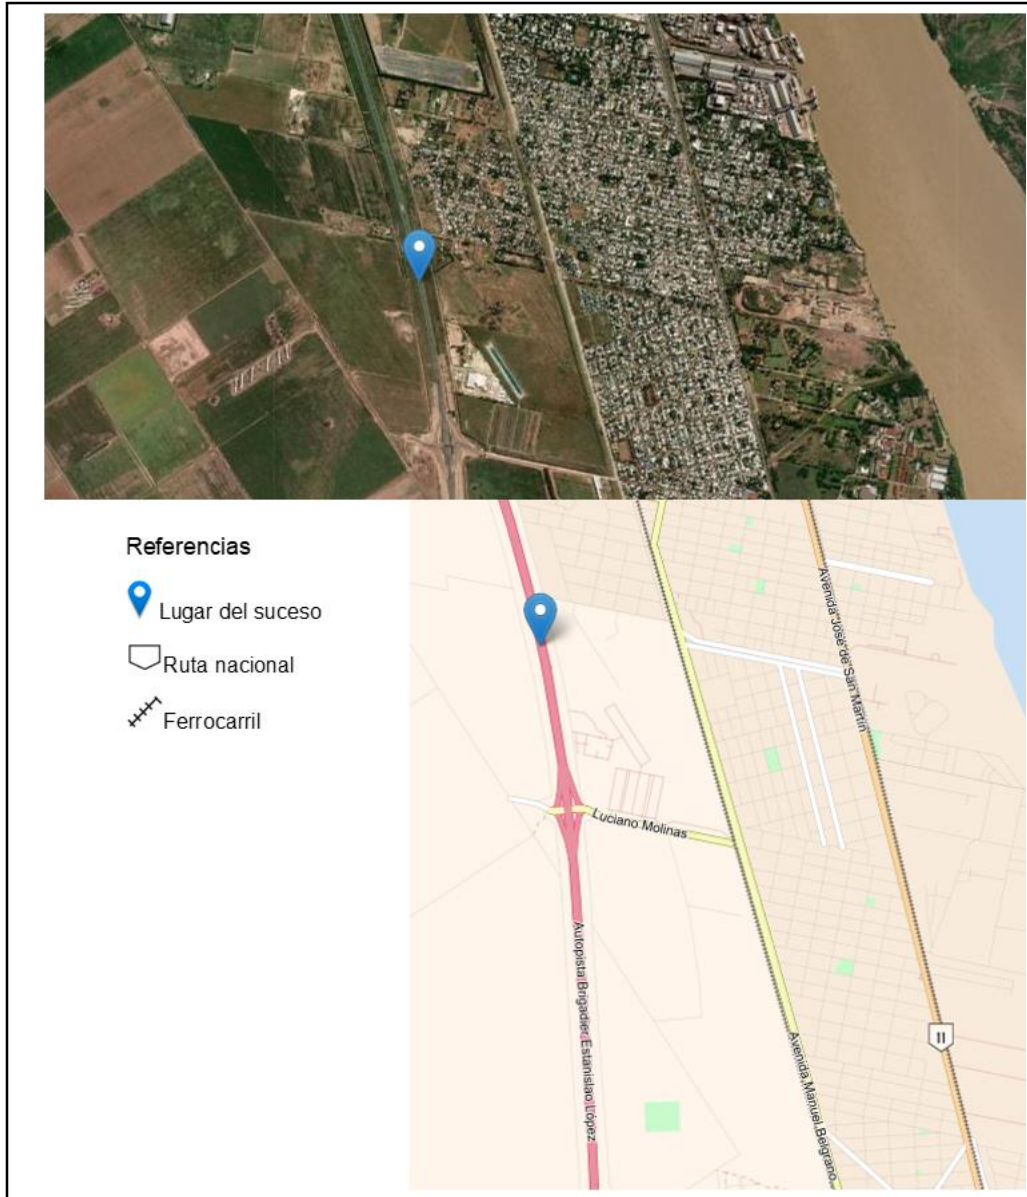 Referencias
Lugar del suceso
Ruta nacional
Ferrocarril
Avenida José de San Martín
Luciano Molinas
Autopista Brigadier Estanislao López
Avenida Manuel Belgrano
11